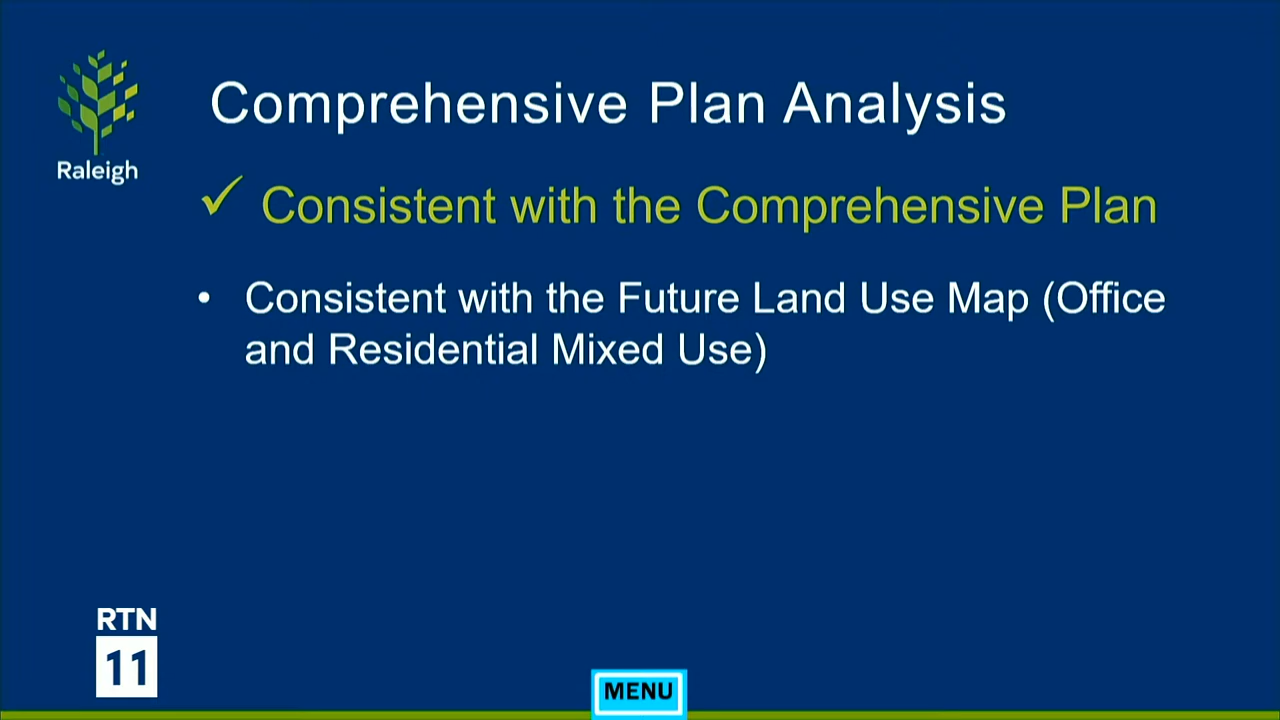 Comprehensive Plan Analysis
Raleigh
✓ Consistent with the Comprehensive Plan
• Consistent with the Future Land Use Map (Office
and Residential Mixed Use)
RTN
11
MENU